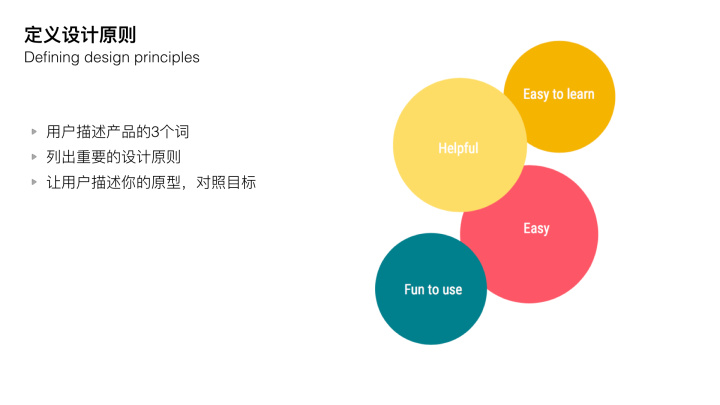 定义设计原则
Defining design principles
用户描述产品的3个词
列出重要的设计原则
让用户描述你的原型，对照目标
Easy to learn
Helpful
Easy
Fun to use